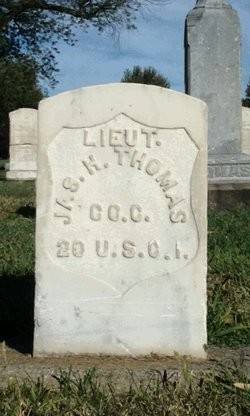 LIEUT.
JAS. H. THOMAS
CO.C.
20 U.S.C.I.